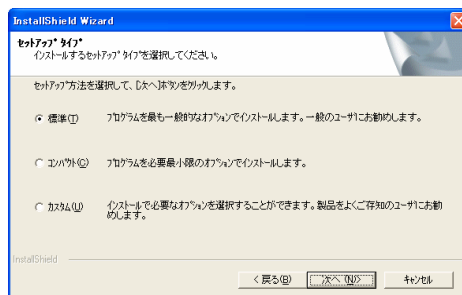 InstallShield Wizard
セットアップ タイプ
インストールするセットアップ タイプを選択してください。
セットアップ方法を選択して、[次へ]ボタンをクリックします。
標準(T)
プログラムを最も一般的なオプションでインストールします。一般のユーザにお勧めします。
コンパクト(C)
プログラムを必要最小限のオプションでインストールします。
カスタム(U)
インストールで必要なオプションを選択することができます。製品をよくご存知のユーザにお勧
めします。
InstallShield
< 戻る(B)
次へ (N)>
キャンセル